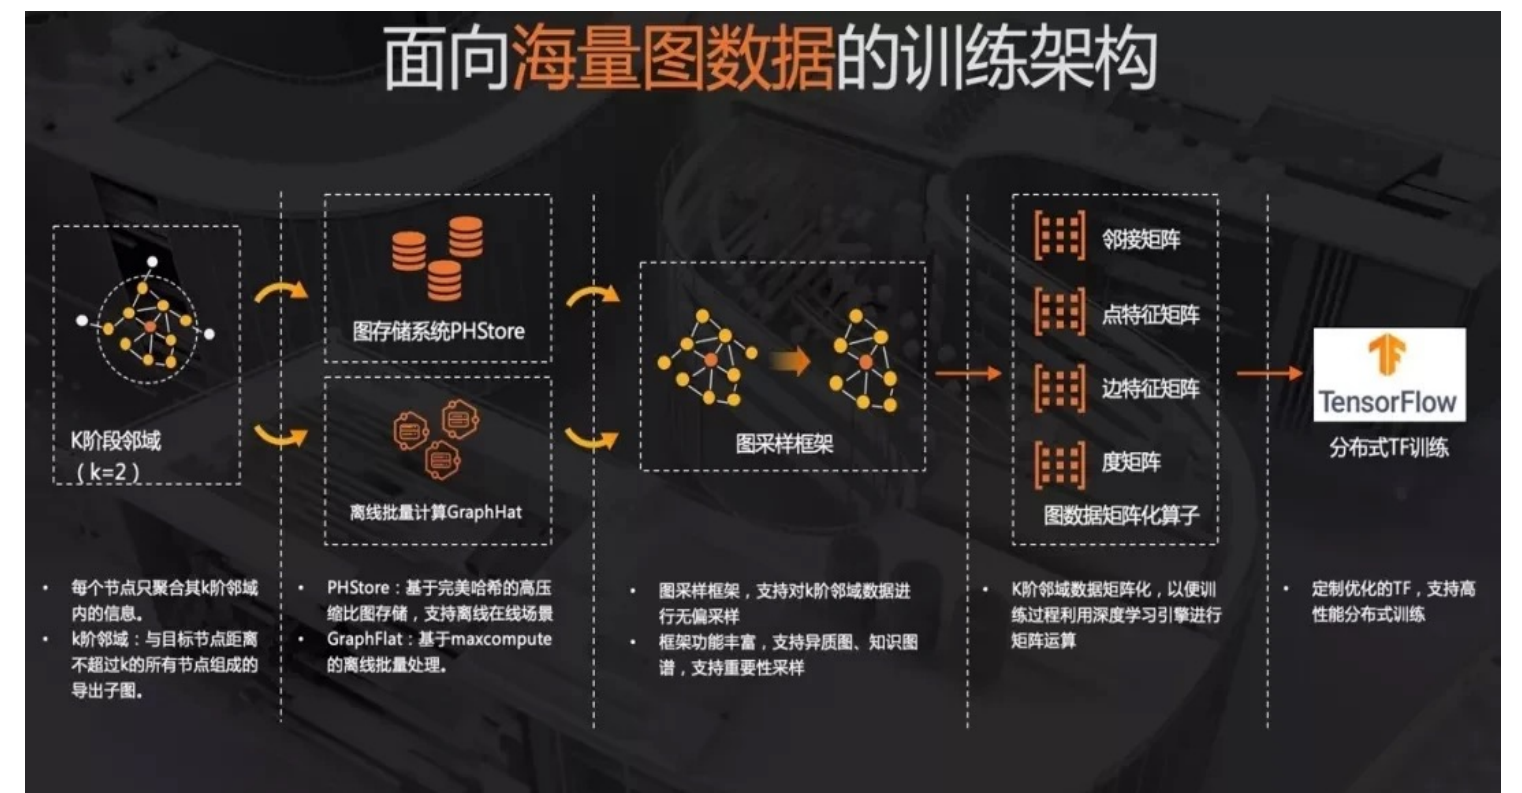 面向海量图数据的训练架构
K阶段邻域
（k=2）
图存储系统PHStore
离线批量计算GraphHat
图采样框架
邻接矩阵
点特征矩阵
边特征矩阵
度矩阵
图数据矩阵化算子
TensorFlow
分布式TF训练
• 每个节点只聚合其k阶邻域
内的信息。
• k阶邻域：与目标节点距离
不超过k的所有节点组成的
导出子图。
• PHStore：基于完美哈希的高压
缩比图存储，支持离线在线场景
• GraphFlat：基于maxcompute
的离线批量处理。
• 图采样框架，支持对k阶邻域数据进
行无偏采样
• 框架功能丰富，支持异质图、知识图
谱，支持重要性采样
• K阶邻域数据矩阵化，以便训
练过程利用深度学习引擎进行
矩阵运算
• 定制优化的TF，支持高
性能分布式训练